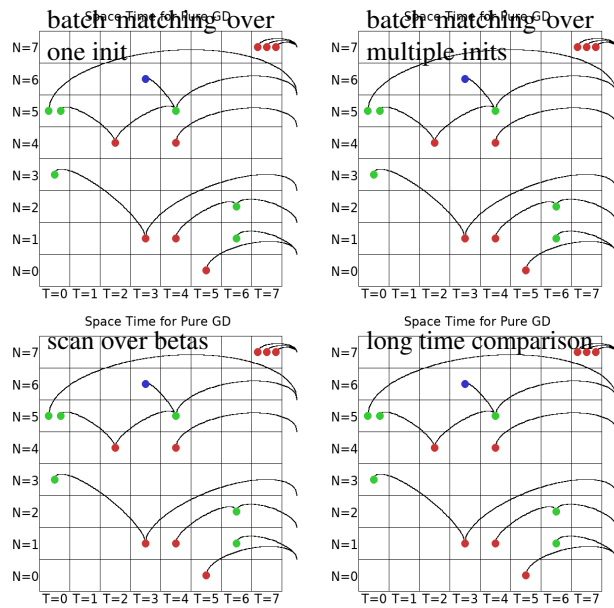 batch matching over
one init
Space Time for Pure GD
N=7
N=6
N=5
N=4
N=3
N=2
N=1
N=0
T=0 T=1 T=2 T=3 T=4 T=5 T=6 T=7
batch matching over
multiple inits
Space Time for Pure GD
N=7
N=6
N=5
N=4
N=3
N=2
N=1
N=0
T=0 T=1 T=2 T=3 T=4 T=5 T=6 T=7
Space Time for Pure GD
scan over betas
N=7
N=6
N=5
N=4
N=3
N=2
N=1
N=0
T=0 T=1 T=2 T=3 T=4 T=5 T=6 T=7
Space Time for Pure GD
long time comparison
N=7
N=6
N=5
N=4
N=3
N=2
N=1
N=0
T=0 T=1 T=2 T=3 T=4 T=5 T=6 T=7